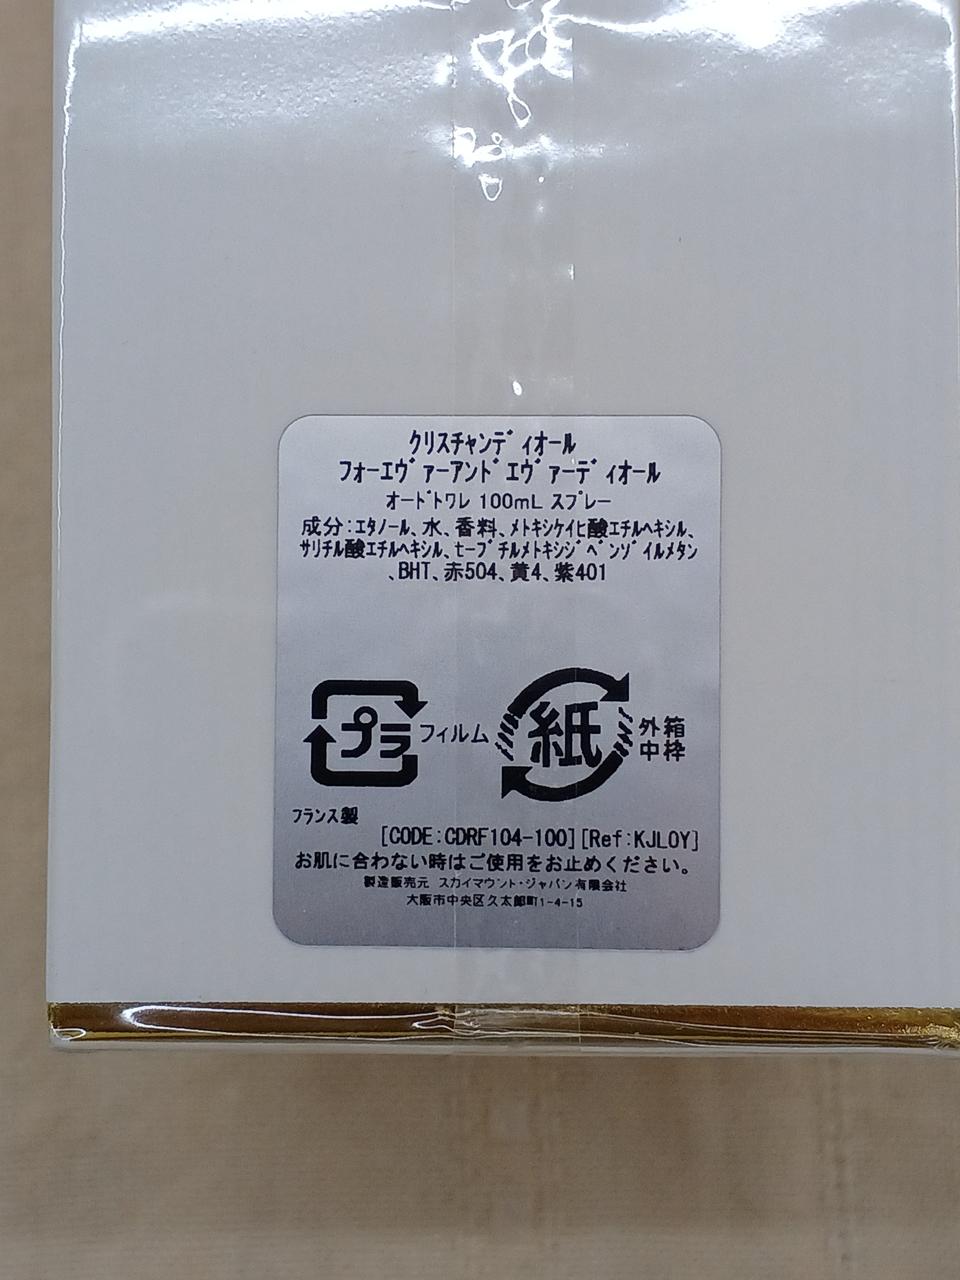 ｸﾘｽﾁｬﾝﾃﾞｨｵｰﾙ
ﾌｫｰｴｳﾞｧｰｱﾝﾄﾞｴｳﾞｧｰﾃﾞｨｵｰﾙ
ｵｰﾄﾞﾄﾜﾚ 100mL ｽﾌﾟﾚｰ
成分:ｴﾀﾉｰﾙ、水、香料、ﾒﾄｷｼｹｲﾋ酸ｴﾁﾙﾍｷｼﾙ、
ｻﾘﾁﾙ酸ｴﾁﾙﾍｷｼﾙ、ｾｰﾌﾞﾁﾙﾒﾄｷｼｼﾞﾍﾞﾝｿﾞｲﾙﾒﾀﾝ
、BHT、赤504、黄4、紫401
プラ フィルム 紙 外箱
中枠
ﾌﾗﾝｽ製
[CODE:CDRF104-100][Ref:KJLOY]
お肌に合わない時はご使用をお止めください。
製造販売元 スカイマウント・ジャパン有限会社
大阪市中央区久太郎町1-4-15